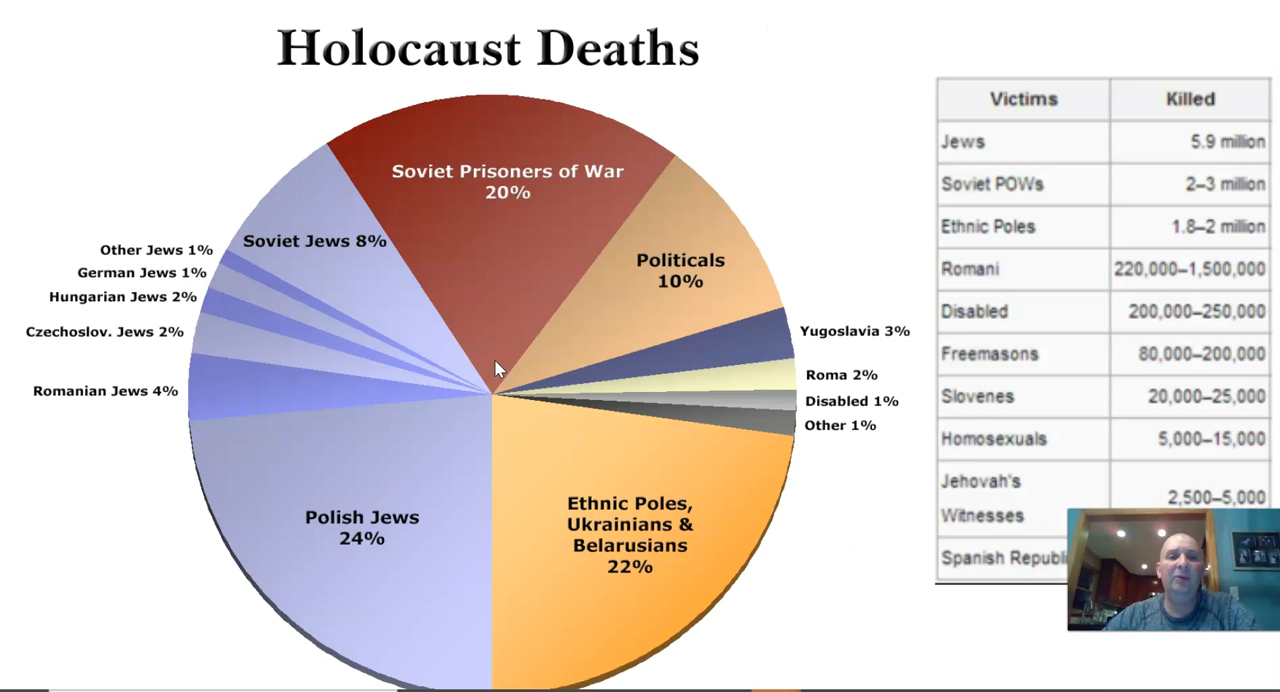 Holocaust Deaths
Soviet Prisoners of War
20%
Politicals
10%
Yugoslavia 3%
Roma 2%
Disabled 1%
Other 1%
Ethnic Poles,
Ukrainians &
Belarusians
22%
Polish Jews
24%
Romanian Jews 4%
Czechoslov. Jews 2%
Hungarian Jews 2%
German Jews 1%
Other Jews 1%
Soviet Jews 8%
Victims Killed
Jews 5.9 million
Soviet POWs 2–3 million
Ethnic Poles 1.8–2 million
Romani 220,000–1,500,000
Disabled 200,000–250,000
Freemasons 80,000–200,000
Slovenes 20,000–25,000
Homosexuals 5,000–15,000
Jehovah's
Witnesses 2,500–5,000
Spanish